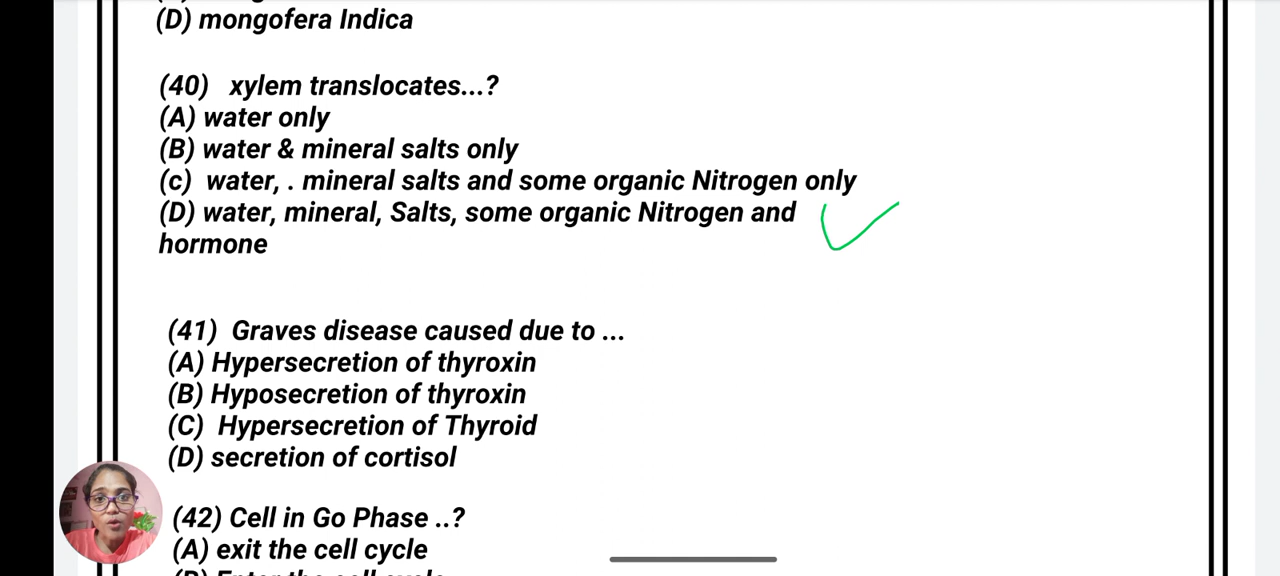 (D) mongofera Indica
(40) xylem translocates...?
(A) water only
(B) water & mineral salts only
(c) water, . mineral salts and some organic Nitrogen only
(D) water, mineral, Salts, some organic Nitrogen and
hormone
(41) Graves disease caused due to ...
(A) Hypersecretion of thyroxin
(B) Hyposecretion of thyroxin
(C) Hypersecretion of Thyroid
(D) secretion of cortisol
(42) Cell in Go Phase ..?
(A) exit the cell cycle